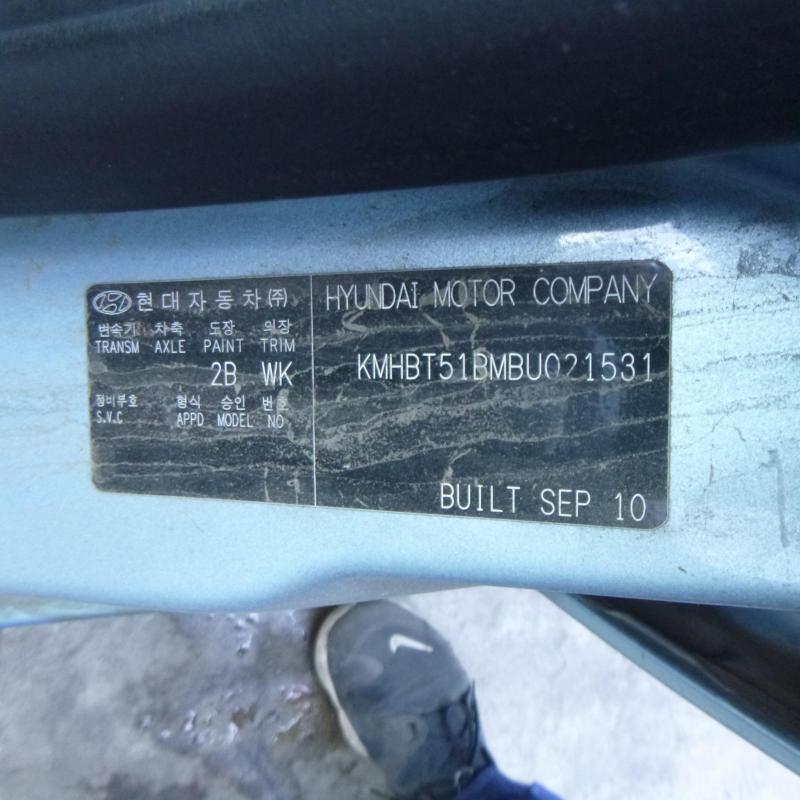 현대자동차(주)
변속기 차축 도장 의장
TRANSM AXLE PAINT TRIM
2B WK
정비부호 형식 승인 번호
S.V.C APPD MODEL NO
HYUNDAI MOTOR COMPANY
KMHBT51BMBU021531
BUILT SEP 10